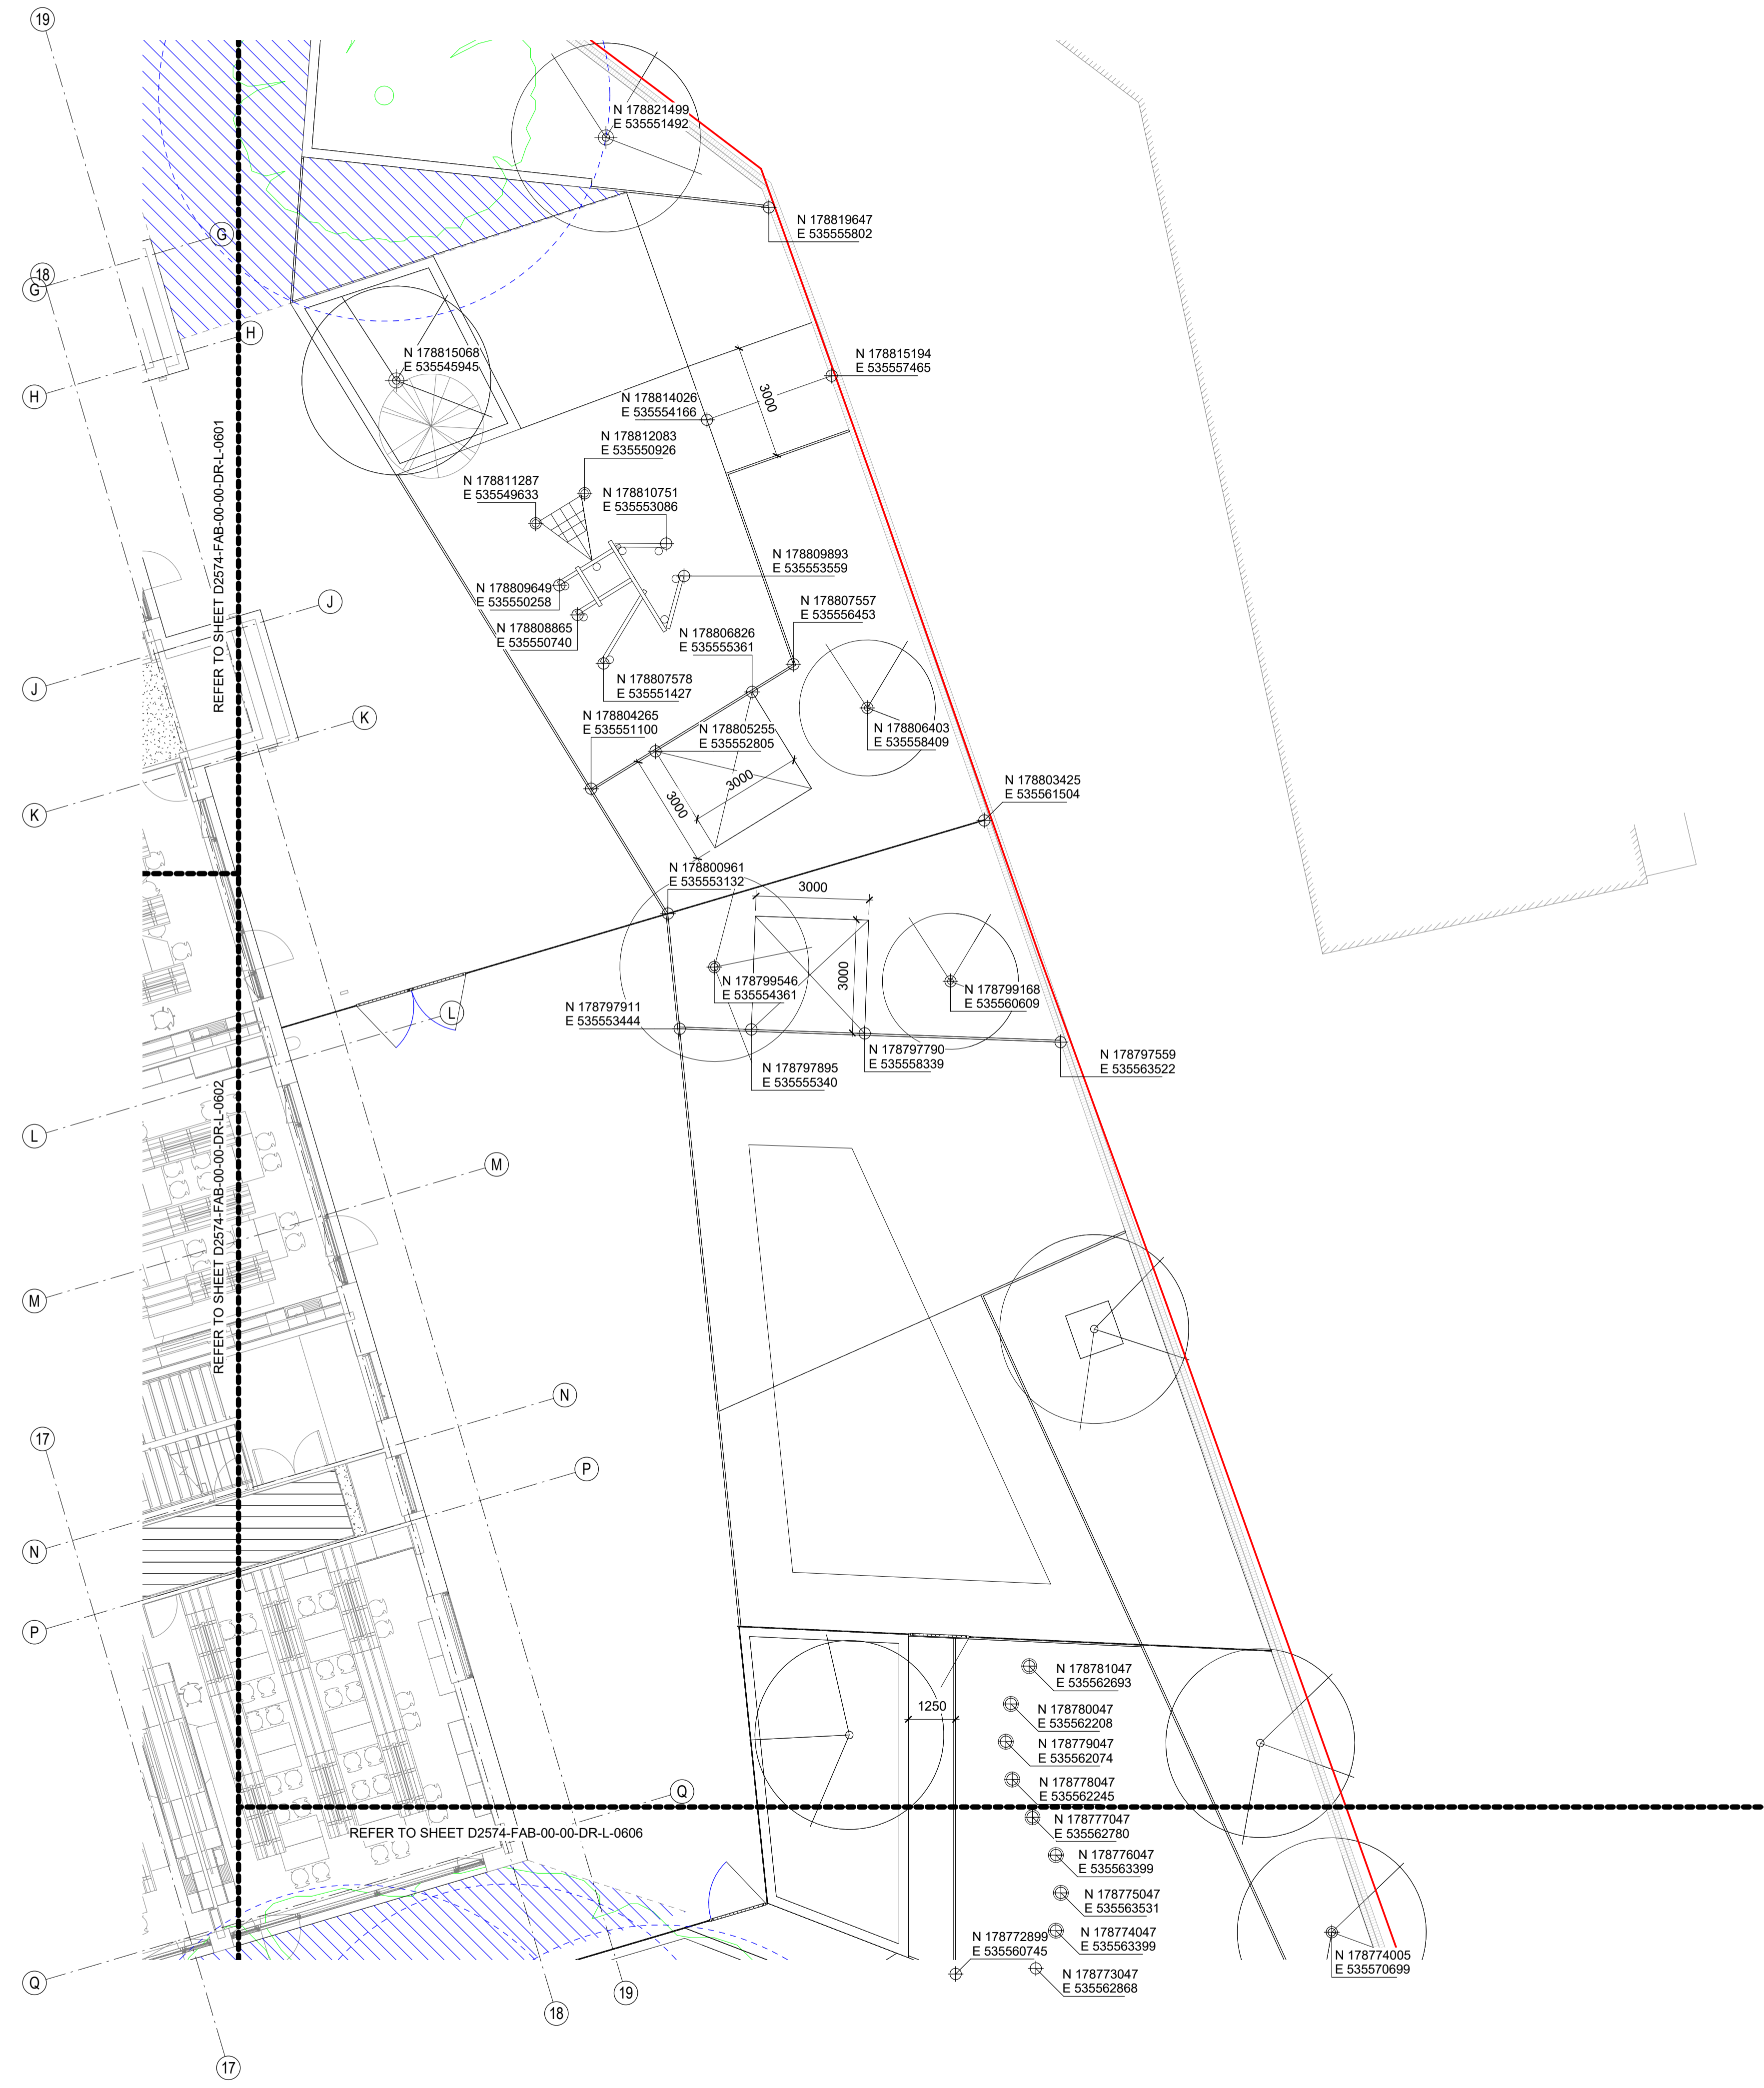 19
N 178821499
E 535551492
N 178819647
E 535555802
G
18
G
H
N 178815068
E 535545945
N 178815194
E 535557465
H
3000
N 178814026
E 535554166
REFER TO SHEET D2574-FAB-00-00-DR-L-0601
N 178812083
E 535550926
N 178811287
E 535549633
N 178810751
E 535553086
N 178809893
E 535553559
N 178809649
E 535550258
J
N 178807557
E 535556453
N 178808865
E 535550740
N 178806826
E 535555361
J
N 178807578
E 535551427
K
N 178804265
E 535551100
N 178805255
E 535552805
N 178806403
E 535558409
3000
3000
N 178803425
E 535561504
K
N 178800961
E 535553132
3000
3000
N 178799546
E 535554361
N 178799168
E 535560609
L
N 178797911
E 535553444
N 178797790
E 535558339
N 178797559
E 535563522
N 178797895
E 535555340
L
REFER TO SHEET D2574-FAB-00-00-DR-L-0602
M
M
N
17
P
N
P
N 178781047
E 535562693
1250
N 178780047
E 535562208
N 178779047
E 535562074
N 178778047
E 535562245
Q
N 178777047
E 535562780
REFER TO SHEET D2574-FAB-00-00-DR-L-0606
N 178776047
E 535563399
N 178775047
E 535563531
N 178774047
E 535563399
N 178772899
E 535560745
N 178774005
E 535570699
N 178773047
E 535562868
Q
19
18
17